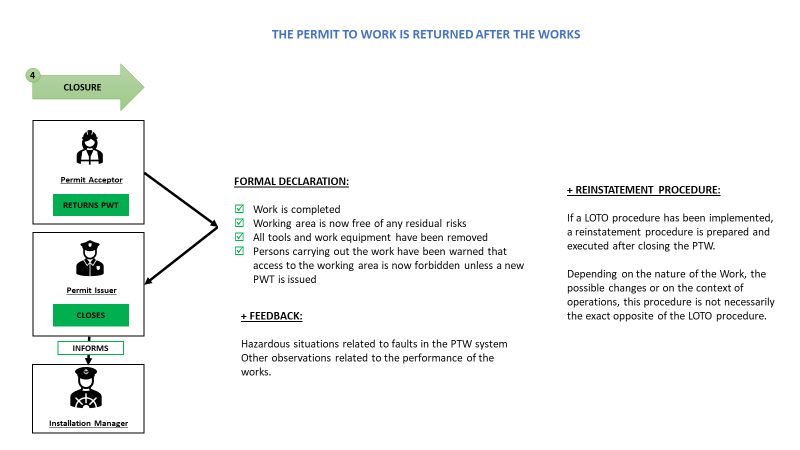 THE PERMIT TO WORK IS RETURNED AFTER THE WORKS
4
CLOSURE
Permit Acceptor
RETURNS PWT
Permit Issuer
CLOSES
INFORMS
Installation Manager
FORMAL DECLARATION:
Work is completed
Working area is now free of any residual risks
All tools and work equipment have been removed
Persons carrying out the work have been warned that
access to the working area is now forbidden unless a new
PWT is issued
+ FEEDBACK:
Hazardous situations related to faults in the PTW system
Other observations related to the performance of the
works.
+ REINSTATEMENT PROCEDURE:
If a LOTO procedure has been implemented,
a reinstatement procedure is prepared and
executed after closing the PTW.
Depending on the nature of the Work, the
possible changes or on the context of
operations, this procedure is not necessarily
the exact opposite of the LOTO procedure.